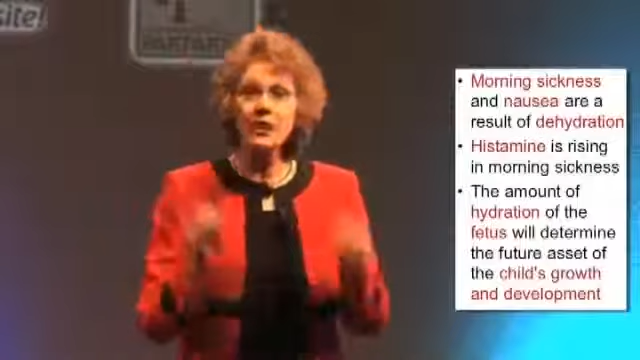 site!
• Morning sickness
and nausea are a
result of dehydration
• Histamine is rising
in morning sickness
• The amount of
hydration of the
fetus will determine
the future asset of
the child's growth
and development